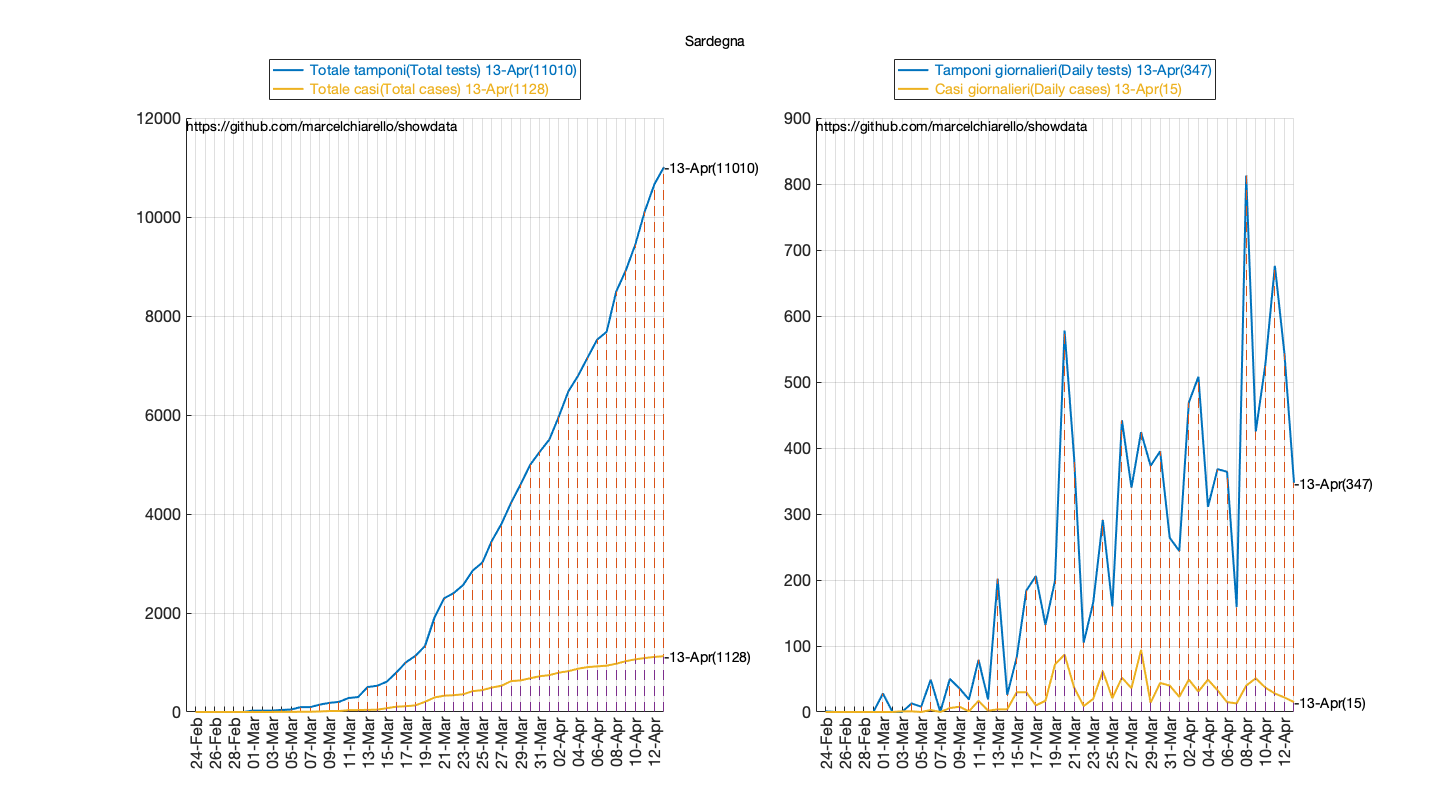 Sardegna
Totale tamponi(Total tests) 13-Apr(11010)
Totale casi(Total cases) 13-Apr(1128)
12000
10000
8000
6000
4000
2000
0
https://github.com/marcelchiarello/showdata
13-Apr(11010)
13-Apr(1128)
24-Feb
26-Feb
28-Feb
01-Mar
03-Mar
05-Mar
07-Mar
09-Mar
11-Mar
13-Mar
15-Mar
17-Mar
19-Mar
21-Mar
23-Mar
25-Mar
27-Mar
29-Mar
31-Mar
02-Apr
04-Apr
06-Apr
08-Apr
10-Apr
12-Apr
Tamponi giornalieri(Daily tests) 13-Apr(347)
Casi giornalieri(Daily cases) 13-Apr(15)
900
800
700
600
500
400
300
200
100
0
https://github.com/marcelchiarello/showdata
13-Apr(347)
13-Apr(15)
24-Feb
26-Feb
28-Feb
01-Mar
03-Mar
05-Mar
07-Mar
09-Mar
11-Mar
13-Mar
15-Mar
17-Mar
19-Mar
21-Mar
23-Mar
25-Mar
27-Mar
29-Mar
31-Mar
02-Apr
04-Apr
06-Apr
08-Apr
10-Apr
12-Apr